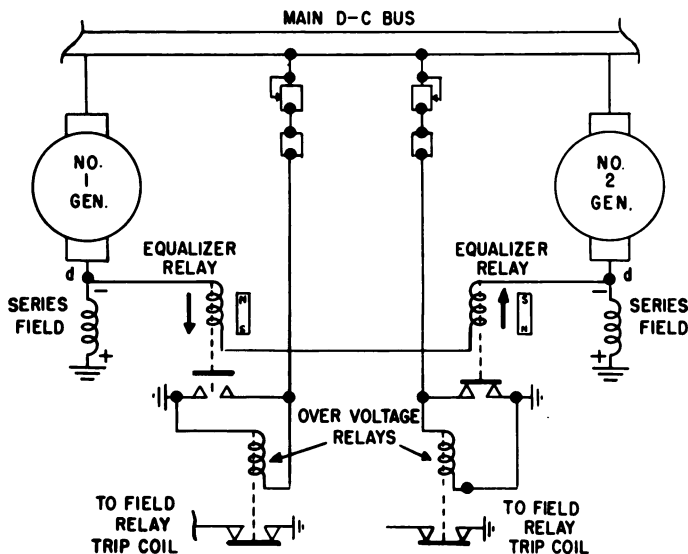 MAIN D-C BUS
NO.
1
GEN.
NO.
2
GEN.
d
d
EQUALIZER
RELAY
EQUALIZER
RELAY
−
−
SERIES
FIELD
SERIES
FIELD
N
S
S
N
+
+
OVER VOLTAGE
RELAYS
TO FIELD
RELAY
TRIP COIL
TO FIELD
RELAY
TRIP COIL